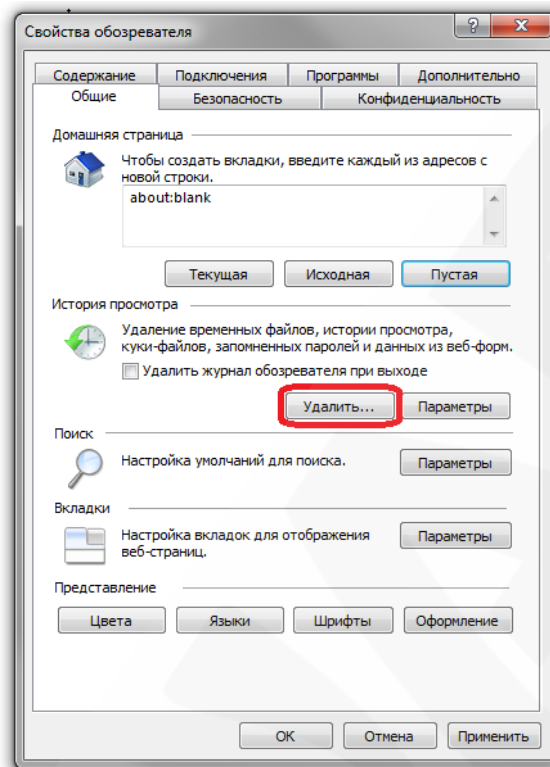 Свойства обозревателя
Содержание Подключения Программы Дополнительно
Общие Безопасность Конфиденциальность
Домашняя страница
Чтобы создать вкладки, введите каждый из адресов с
новой строки.
about:blank
Текущая Исходная Пустая
История просмотра
Удаление временных файлов, истории просмотра,
куки-файлов, запомненных паролей и данных из веб-форм.
Удалить журнал обозревателя при выходе
Удалить... Параметры
Поиск
Настройка умолчаний для поиска. Параметры
Вкладки
Настройка вкладок для отображения
веб-страниц.
Параметры
Представление
Цвета Языки Шрифты Оформление
ОК Отмена Применить